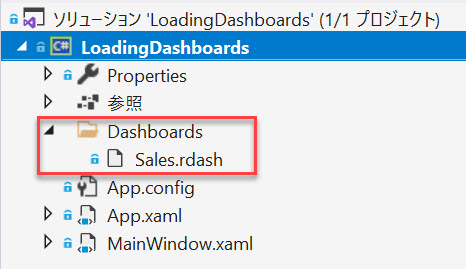 ソリューション 'LoadingDashboards' (1/1 プロジェクト)
C# LoadingDashboards
Properties
参照
Dashboards
Sales.rdash
App.config
App.xaml
MainWindow.xaml